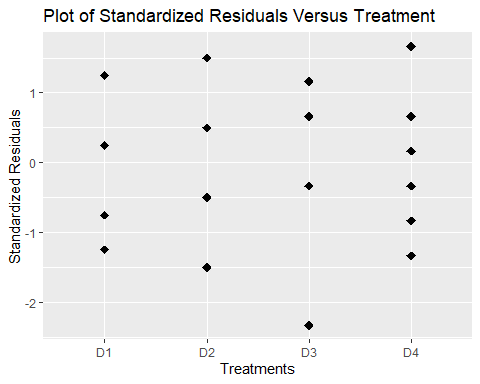 Plot of Standardized Residuals Versus Treatment
Standardized Residuals
1
0
-1
-2
D1 D2 D3 D4
Treatments